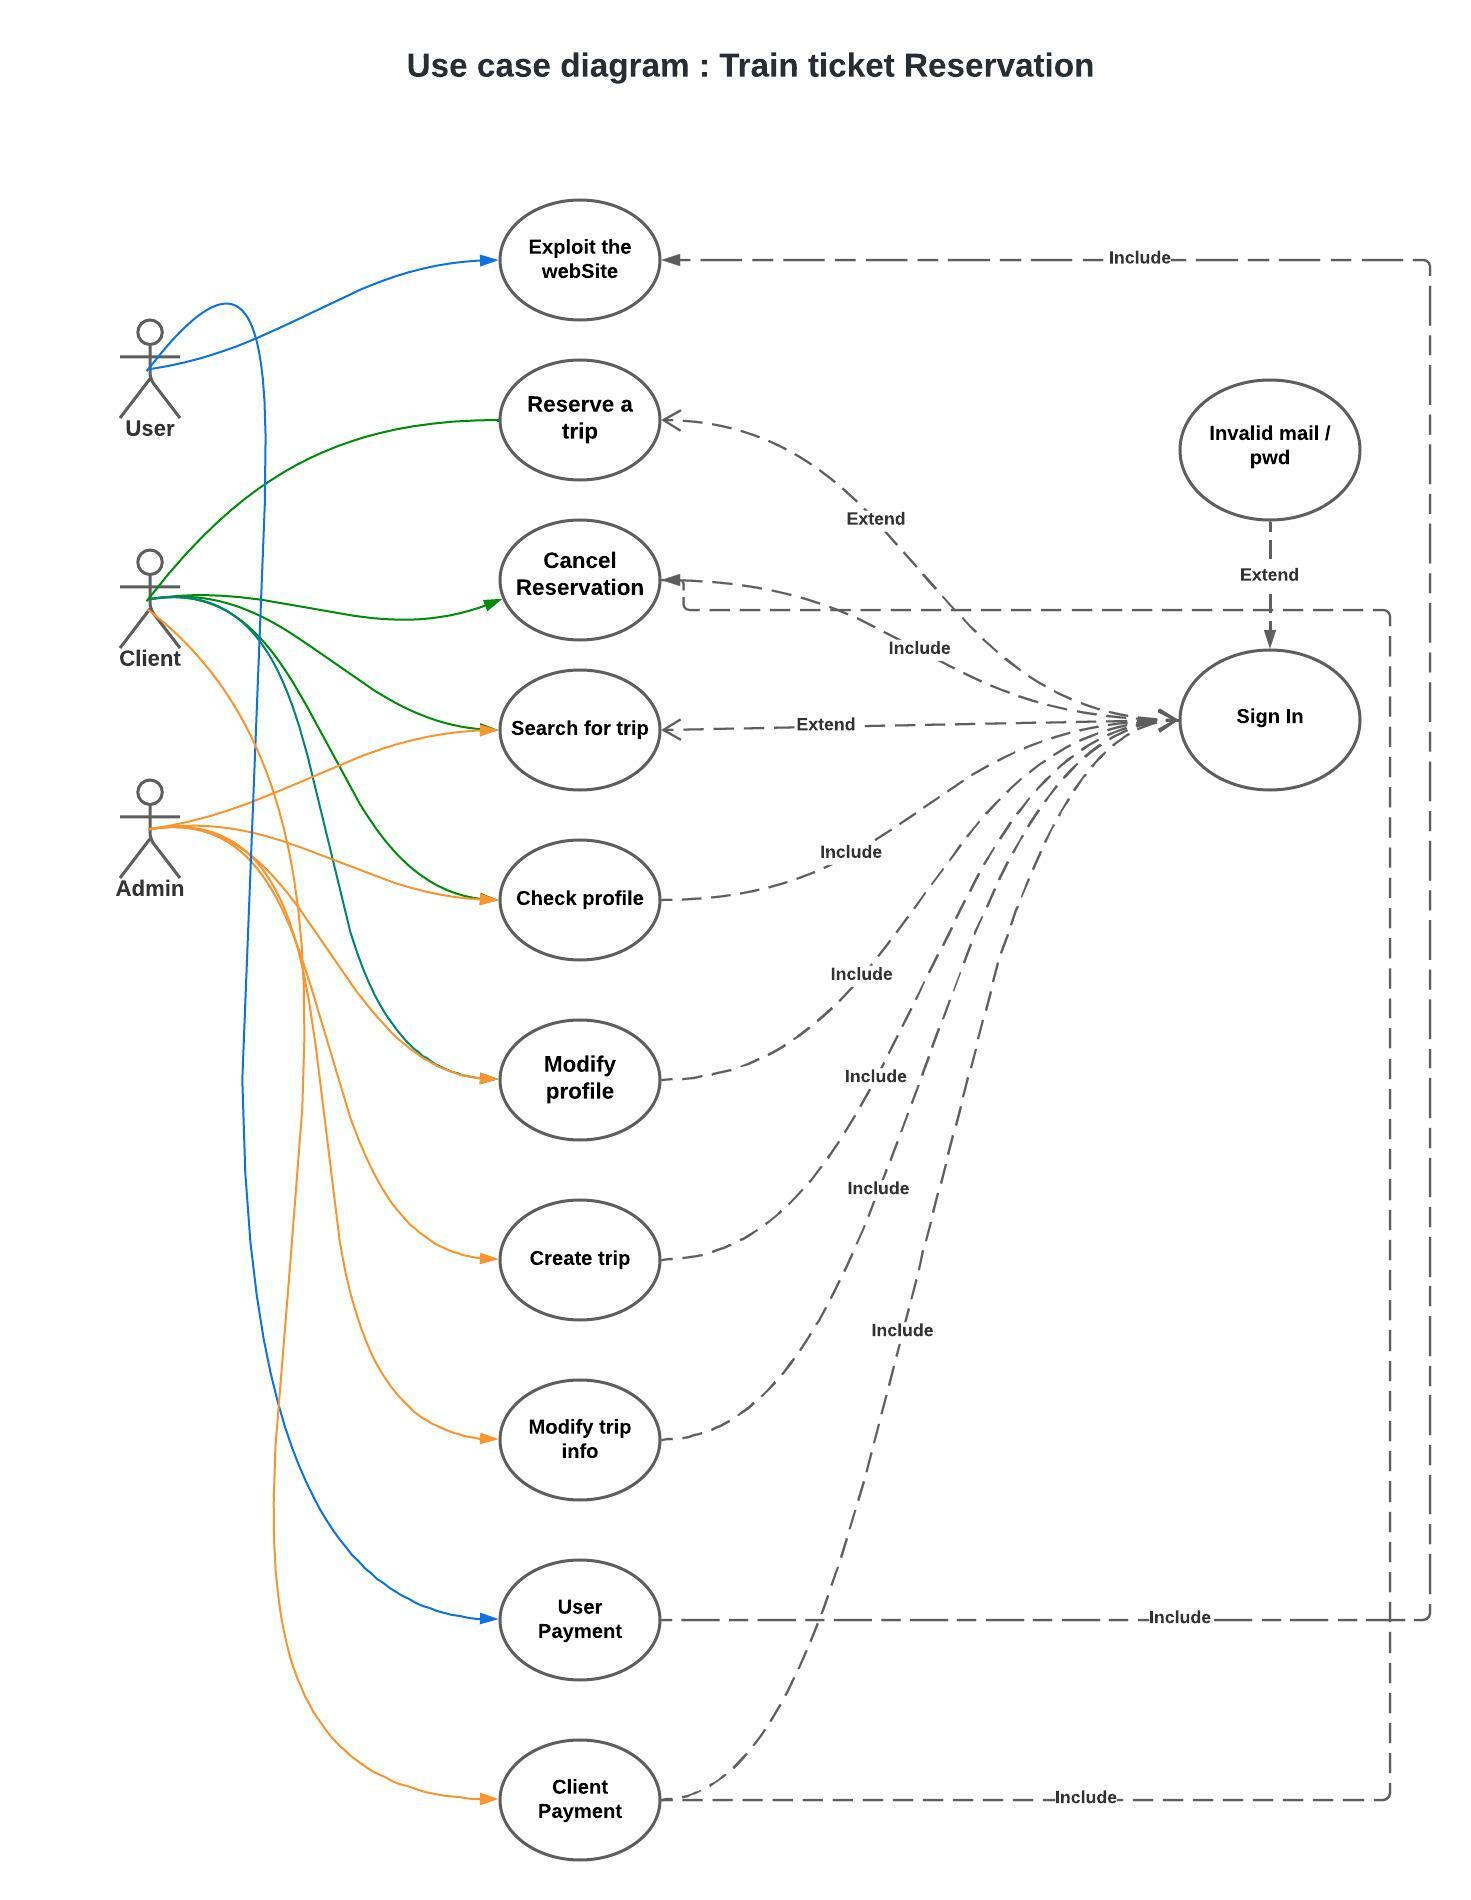 Use case diagram : Train ticket Reservation
Exploit the
webSite
Include
User
Reserve a
trip
Invalid mail /
pwd
Extend
Extend
Client
Cancel
Reservation
Include
Search for trip
Extend
Sign In
Admin
Check profile
Include
Include
Modify
profile
Include
Include
Create trip
Include
Modify trip
info
User
Payment
Include
Client
Payment
Include